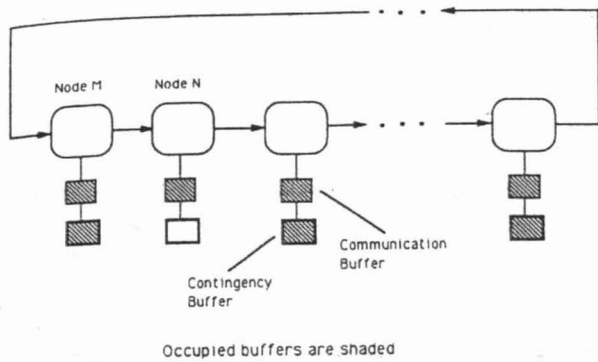 Node M
Node N
Communication
Buffer
Contingency
Buffer
Occupied buffers are shaded